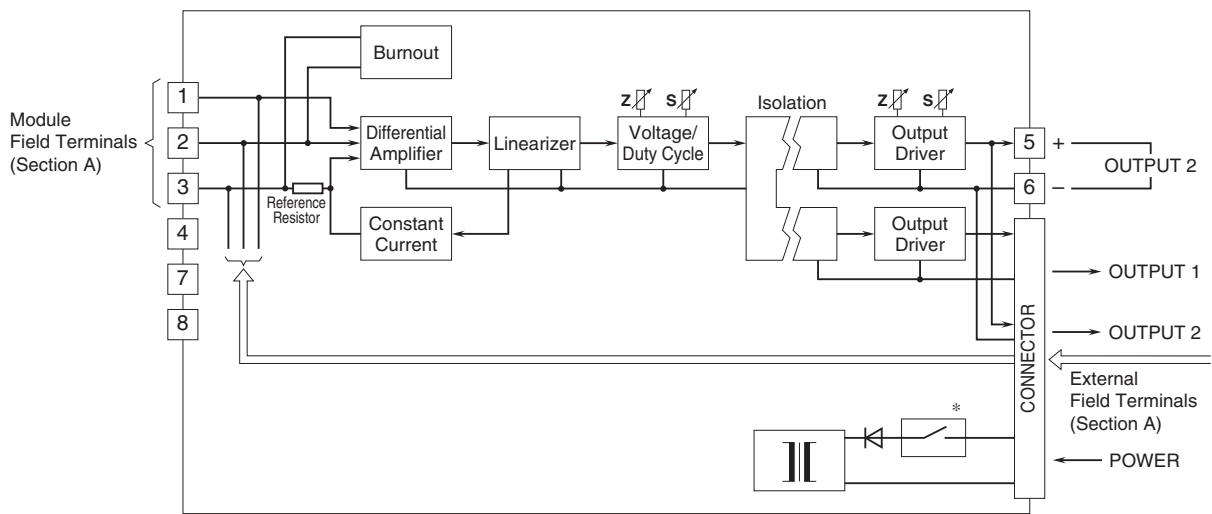 Burnout
Module
Field Terminals
(Section A)
1
2
3
4
7
8
Differential
Amplifier
Linearizer
Z
S
Voltage/
Duty Cycle
Isolation
Z
S
Output
Driver
5
+
6
–
OUTPUT 2
Reference
Resistor
Constant
Current
Output
Driver
CONNECTOR
OUTPUT 1
OUTPUT 2
External
Field Terminals
(Section A)
*
POWER